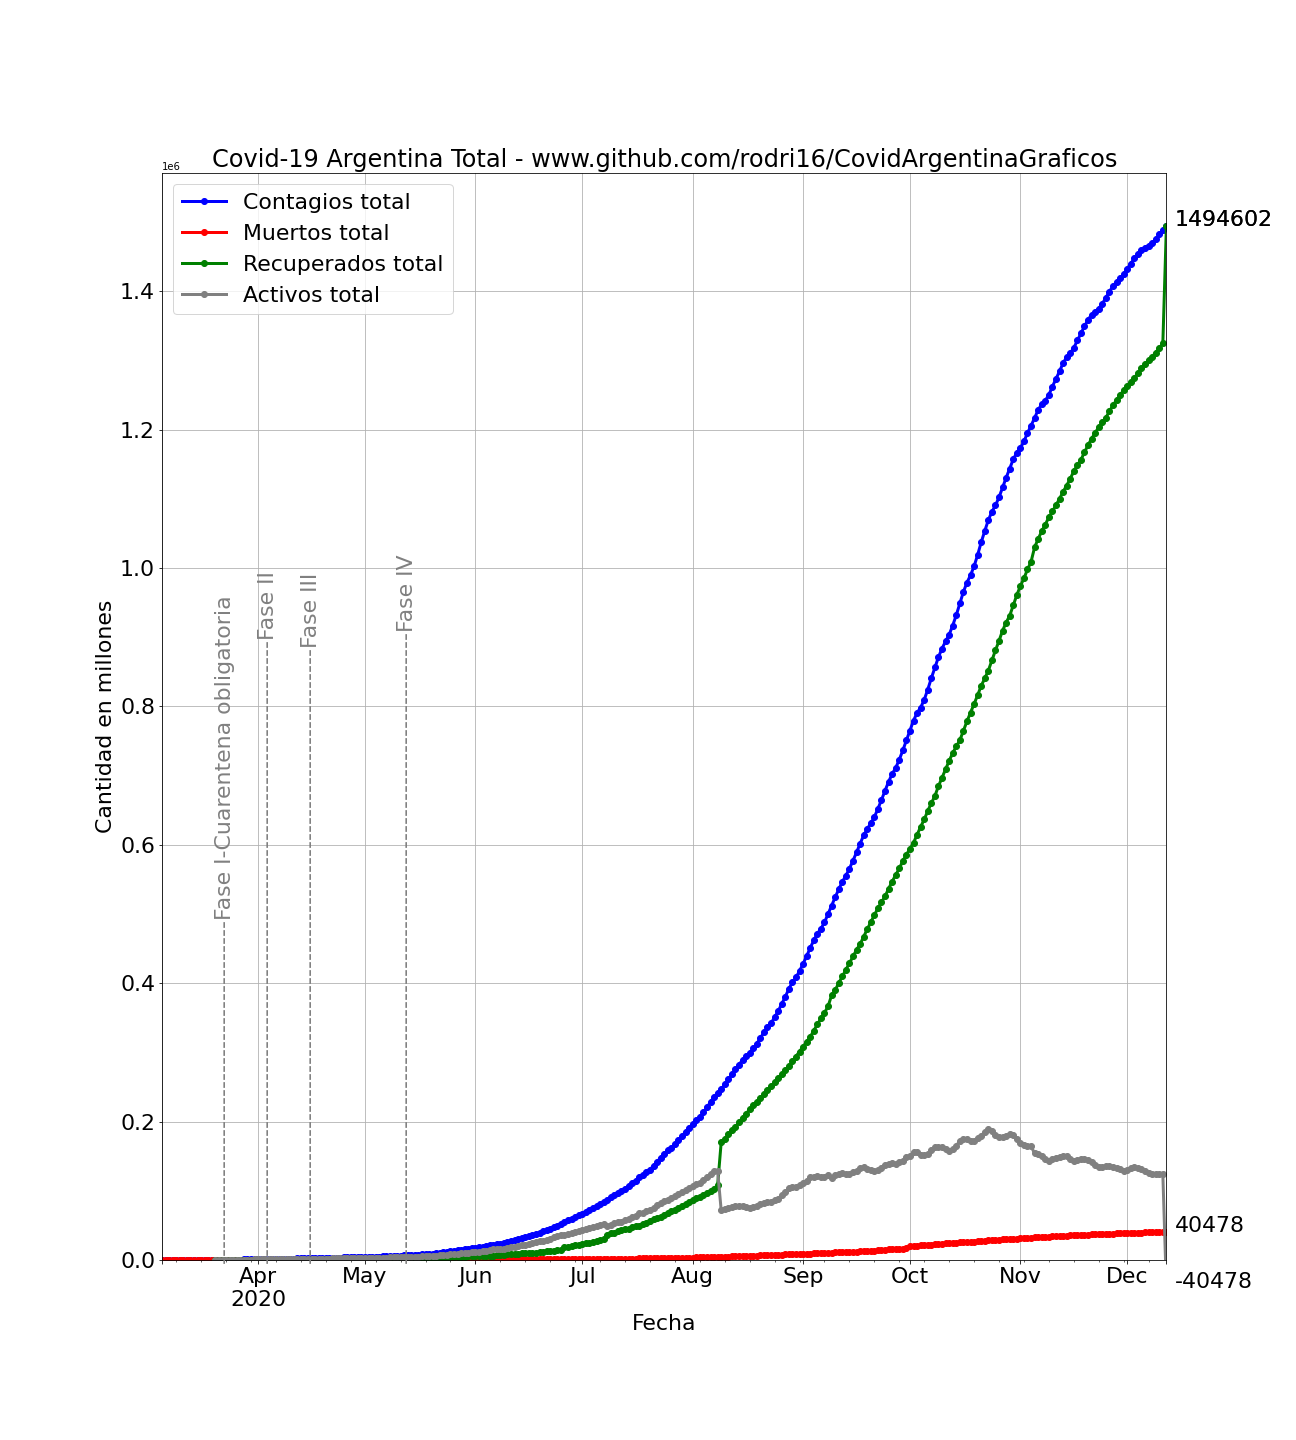 Covid-19 Argentina Total - www.github.com/rodri16/CovidArgentinaGraficos
1e6
Contagios total
Muertos total
Recuperados total
Activos total
1494602
1.4
1.2
1.0
0.8
0.6
0.4
0.2
0.0
Cantidad en millones
Fase I-Cuarentena obligatoria
Fase II
Fase III
Fase IV
40478
-40478
Apr
2020
May
Jun
Jul
Aug
Sep
Oct
Nov
Dec
Fecha